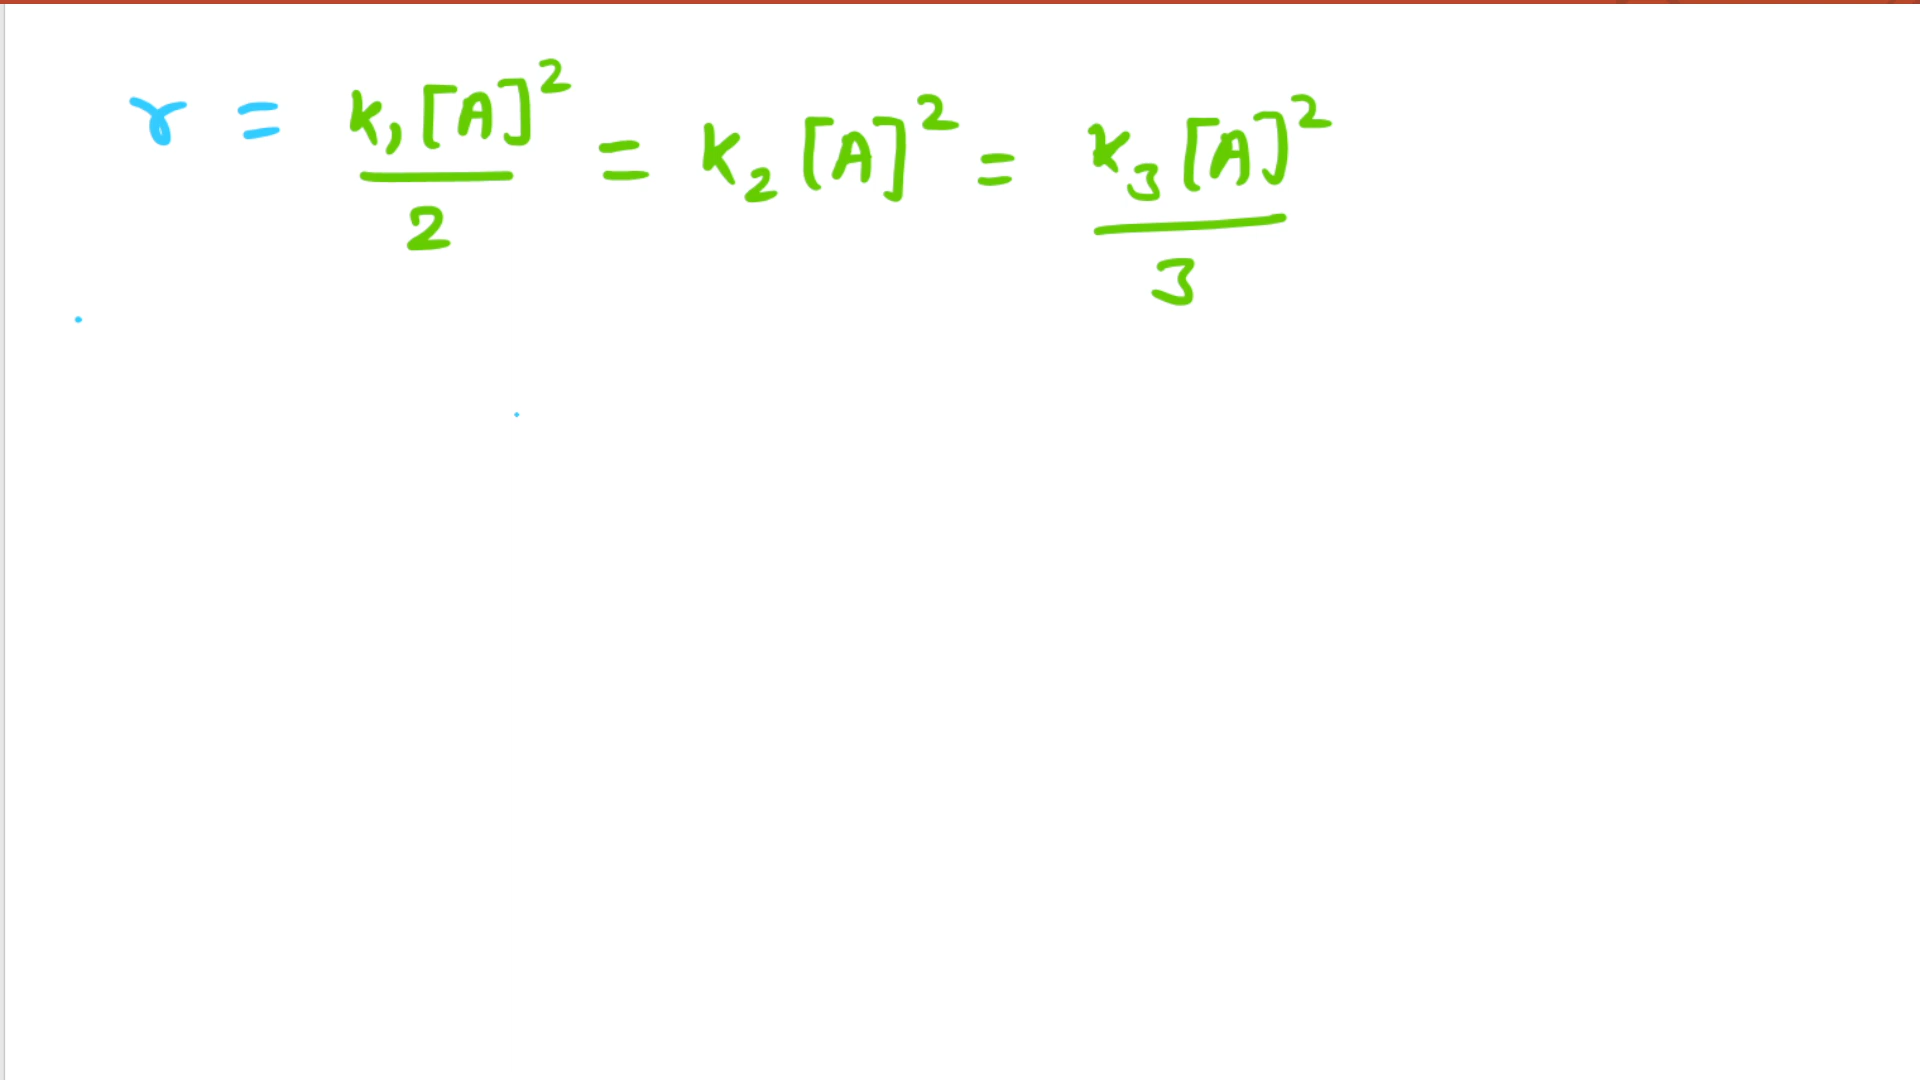 r = k₁[A]²/2 = k₂[A]² = k₃[A]²/3